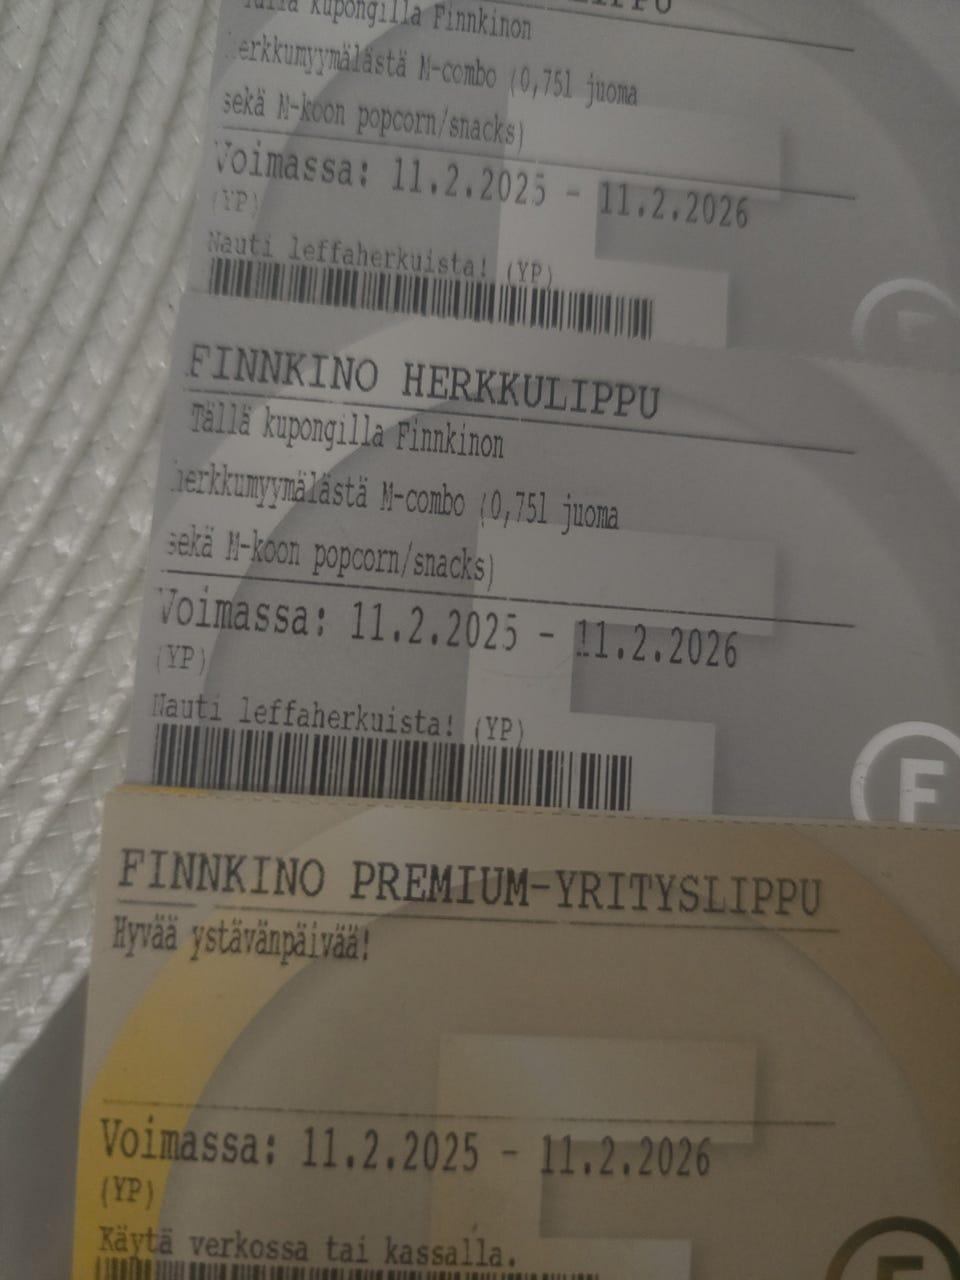 LIPPU
Tällä kupongilla Finnkinon
herkkumyymälästä M-combo (0,75l juoma
sekä M-koon popcorn/snacks)
Voimassa: 11.2.2025 - 11.2.2026
(YP)
Nauti leffaherkuista! (YP)
F
FINNKINO HERKKULIPPU
Tällä kupongilla Finnkinon
herkkumyymälästä M-combo (0,75l juoma
sekä M-koon popcorn/snacks)
Voimassa: 11.2.2025 - 11.2.2026
(YP)
Nauti leffaherkuista! (YP)
F
FINNKINO PREMIUM-YRITYSLIPPU
Hyvää ystävänpäivää!
Voimassa: 11.2.2025 - 11.2.2026
(YP)
Käytä verkossa tai kassalla.
F